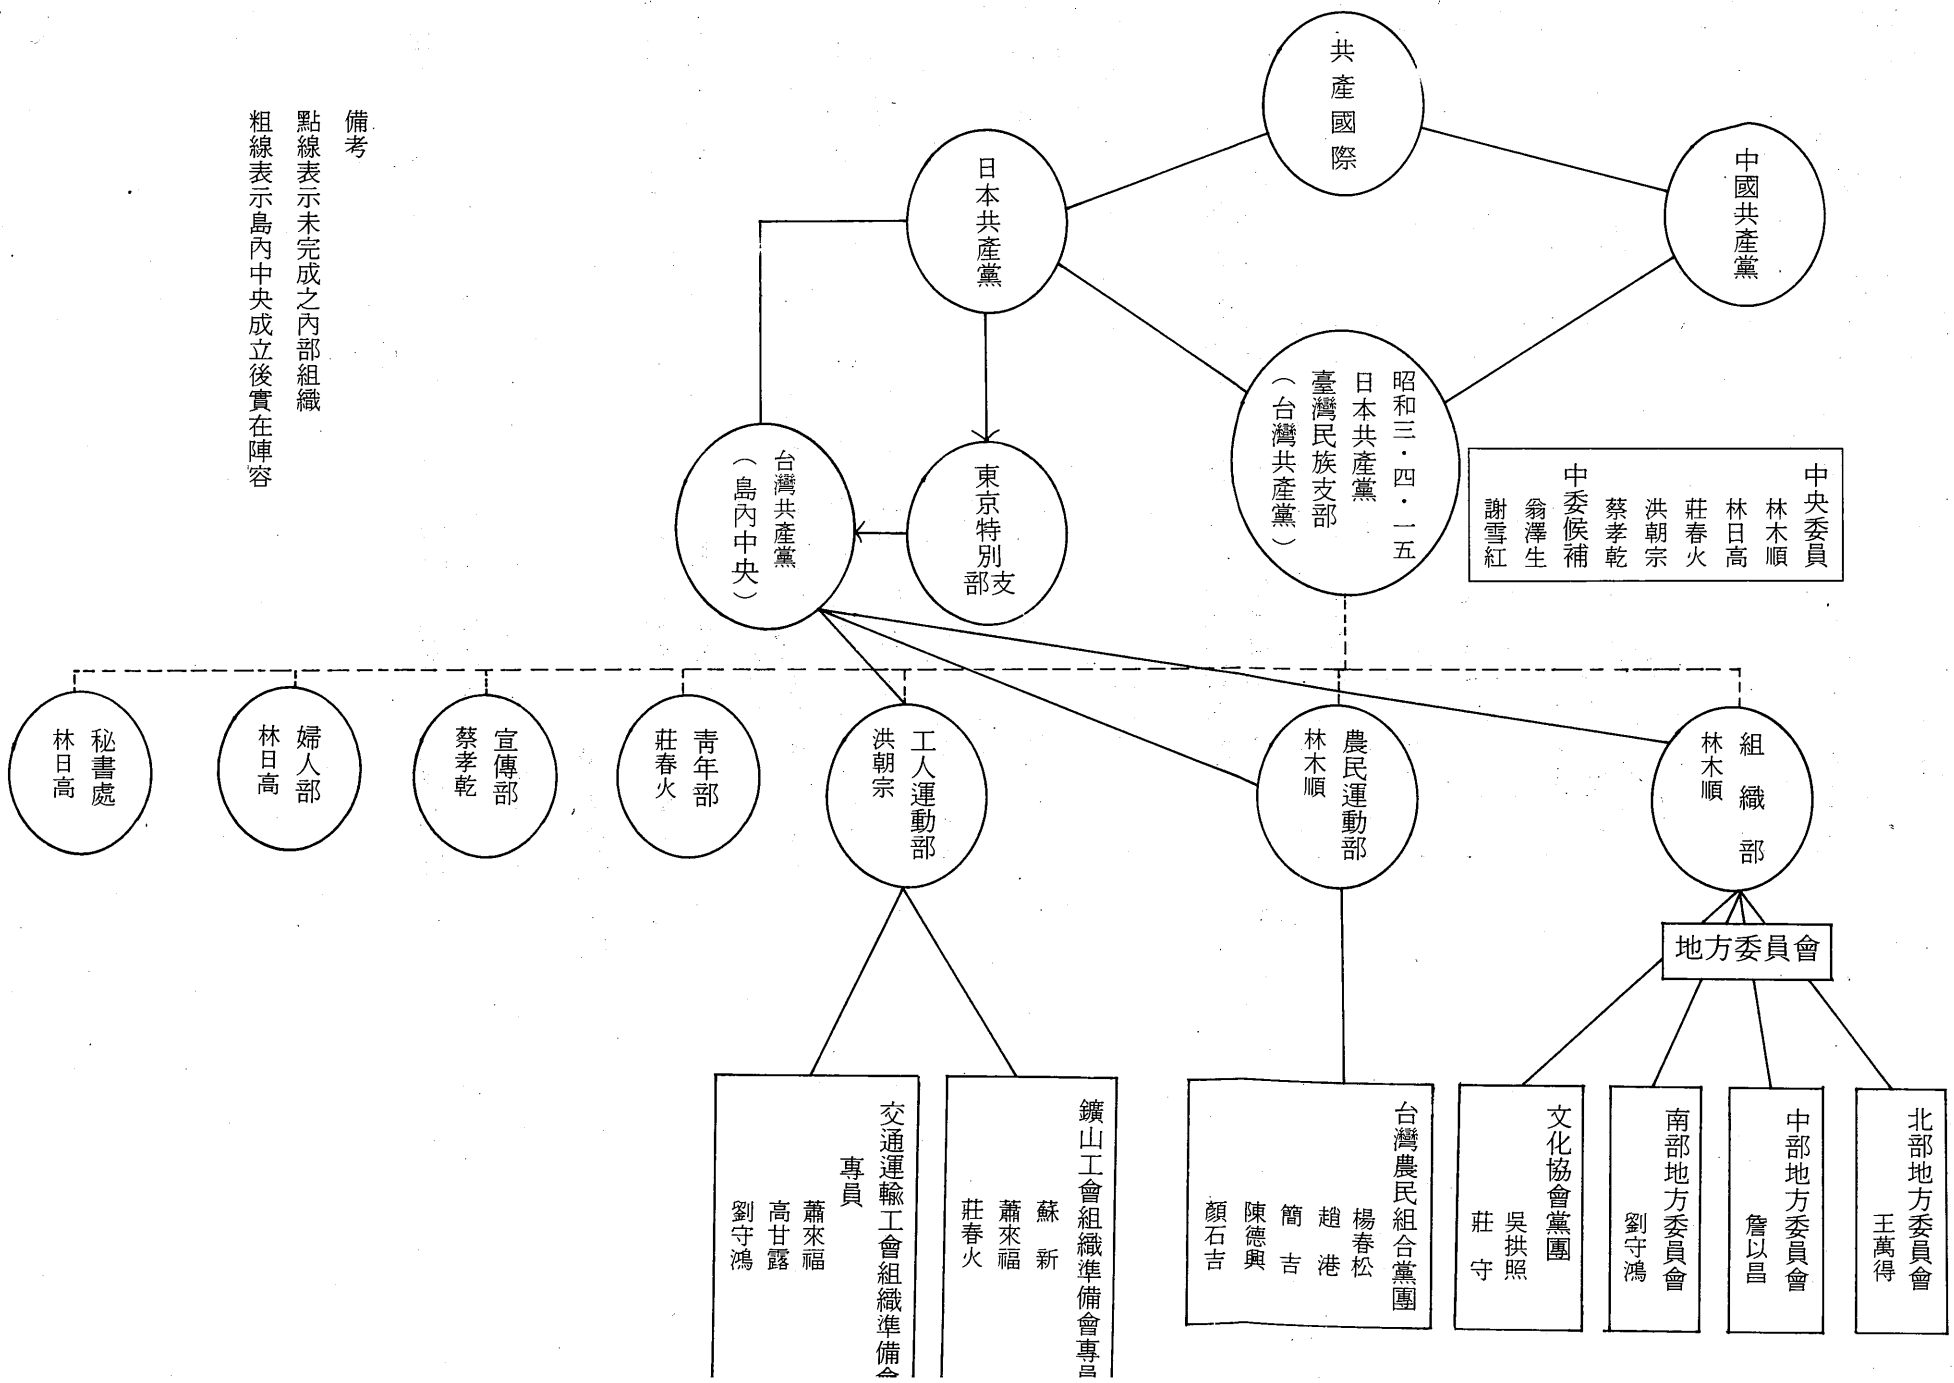 共產國際
中國共產黨
日本共產黨
昭和三・四・一五
日本共產黨
臺灣民族支部
（台灣共產黨）
中央委員
林木順
林日高
莊春火
洪朝宗
蔡孝乾
中委候補
翁澤生
謝雪紅
東京特別
支部
台灣共產黨
（島內中央）
備考
點線表示未完成之內部組織
粗線表示島內中央成立後實在陣容
組織部
林木順
農民運動部
林木順
工人運動部
洪朝宗
靑年部
莊春火
宣傳部
蔡孝乾
婦人部
林日高
秘書處
林日高
地方委員會
北部地方委員會
王萬得
中部地方委員會
詹以昌
南部地方委員會
劉守鴻
文化協會黨團
吳拱照
莊守
台灣農民組合黨團
楊春松
趙港
簡吉
陳德興
顏石吉
鑛山工會組織準備會專員
蘇新
蕭來福
莊春火
交通運輸工會組織準備會
專員
蕭來福
高甘露
劉守鴻